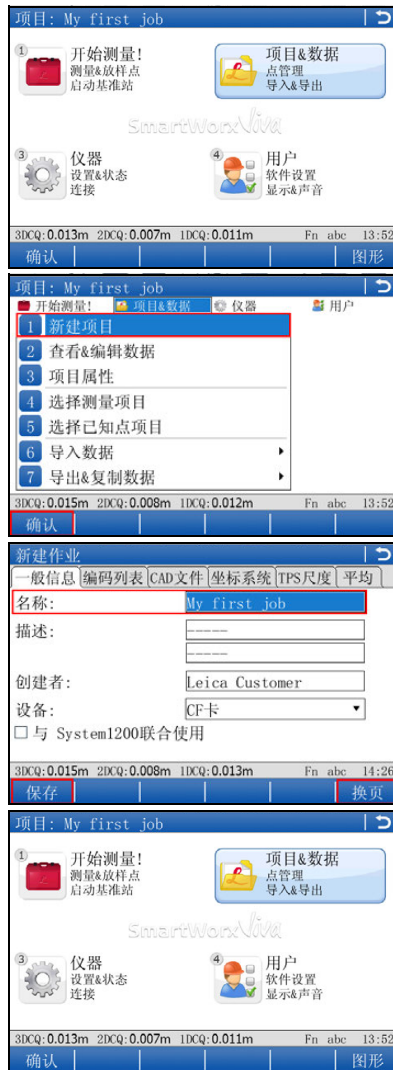 项目: My first job
1 开始测量!
测量&放样点
启动基准站
项目&数据
点管理
导入&导出
SmartWorx Viva
3 仪器
设置&状态
连接
4 用户
软件设置
显示&声音
3DCQ:0.013m 2DCQ:0.007m 1DCQ:0.011m Fn abc 13:52
确认 图形
项目: My first job
开始测量! 项目&数据 仪器 用户
1 新建项目
2 查看&编辑数据
3 项目属性
4 选择测量项目
5 选择已知点项目
6 导入数据
7 导出&复制数据
3DCQ:0.015m 2DCQ:0.008m 1DCQ:0.012m Fn abc 13:52
确认
新建作业
一般信息 编码列表 CAD文件 坐标系统 TPS尺度 平均
名称: My first job
描述: -----
-----
创建者: Leica Customer
设备: CF卡
与 System1200联合使用
3DCQ:0.015m 2DCQ:0.008m 1DCQ:0.013m Fn abc 14:26
保存 换页
项目: My first job
1 开始测量!
测量&放样点
启动基准站
项目&数据
点管理
导入&导出
SmartWorx Viva
3 仪器
设置&状态
连接
4 用户
软件设置
显示&声音
3DCQ:0.013m 2DCQ:0.007m 1DCQ:0.011m Fn abc 13:52
确认 图形